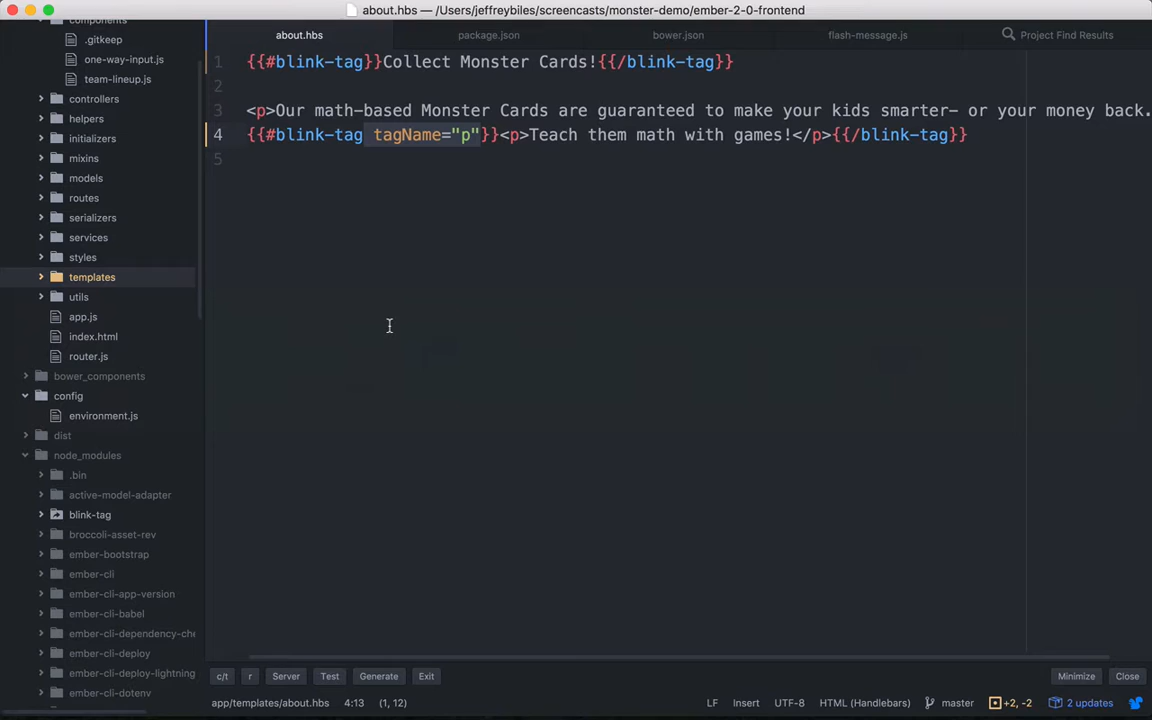 about.hbs — /Users/jeffreybiles/screencasts/monster-demo/ember-2-0-frontend
components
.gitkeep
one-way-input.js
team-lineup.js
controllers
helpers
initializers
mixins
models
routes
serializers
services
styles
templates
utils
app.js
index.html
router.js
bower_components
config
environment.js
dist
node_modules
.bin
active-model-adapter
blink-tag
broccoli-asset-rev
ember-bootstrap
ember-cli
ember-cli-app-version
ember-cli-babel
ember-cli-dependency-che
ember-cli-deploy
ember-cli-deploy-lightning
ember-cli-dotenv
about.hbs package.json bower.json flash-message.js Project Find Results
1 {{#blink-tag}}Collect Monster Cards!{{/blink-tag}}
2
3 <p>Our math-based Monster Cards are guaranteed to make your kids smarter- or your money back.
4 {{#blink-tag tagName="p"}}<p>Teach them math with games!</p>{{/blink-tag}}
5
c/t r Server Test Generate Exit Minimize Close
app/templates/about.hbs 4:13 (1, 12) LF Insert UTF-8 HTML (Handlebars) master +2, -2 2 updates